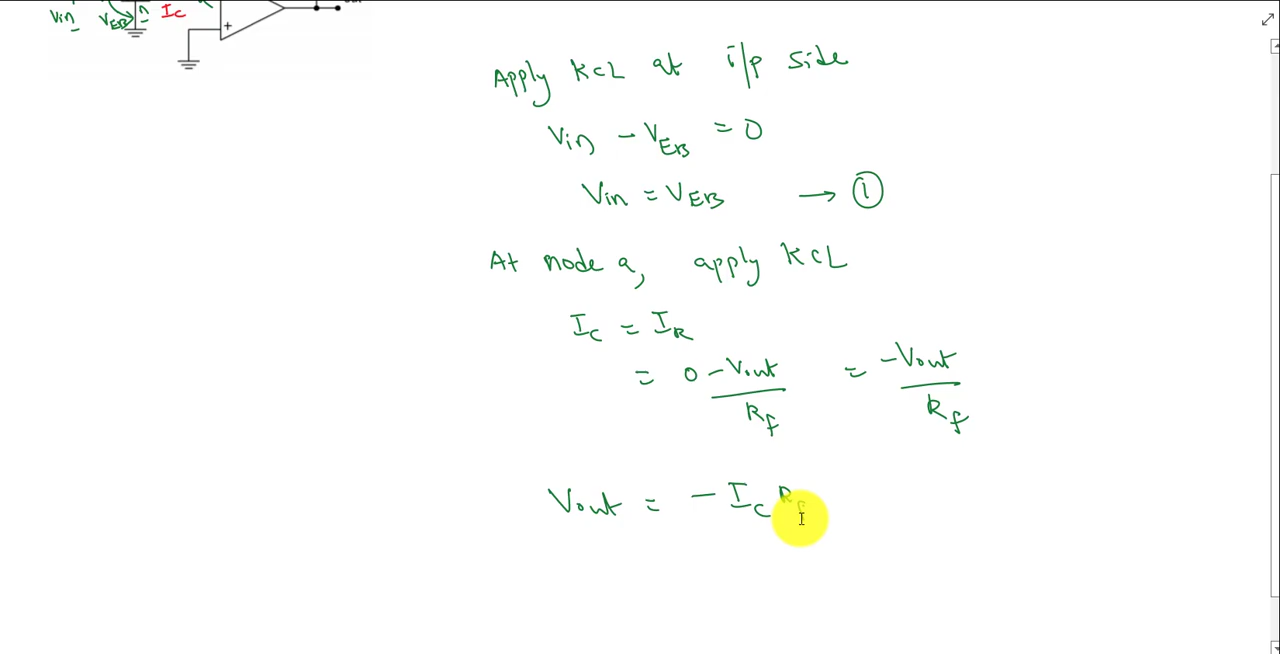 Vin VEB Ic
+
Apply KCL at i/p side
Vin - VEB = 0
Vin = VEB → ①
At node a, apply KCL
Ic = IR
= 0 - Vout / Rf = -Vout / Rf
Vout = - Ic Rf